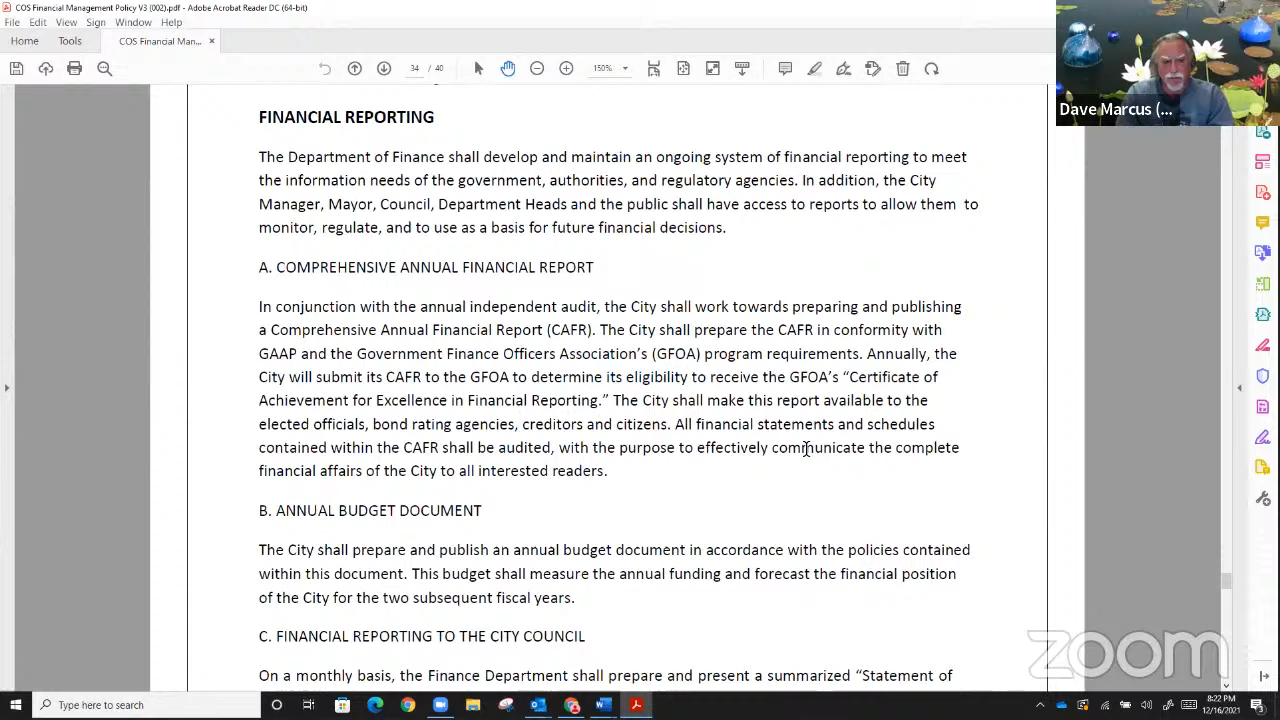 COS Financial Management Policy V3 (002).pdf - Adobe Acrobat Reader DC (64-bit)
File Edit View Sign Window Help
Home Tools COS Financial Man... ×
34 / 40 150%
Dave Marcus (...
FINANCIAL REPORTING
The Department of Finance shall develop and maintain an ongoing system of financial reporting to meet
the information needs of the government, authorities, and regulatory agencies. In addition, the City
Manager, Mayor, Council, Department Heads and the public shall have access to reports to allow them to
monitor, regulate, and to use as a basis for future financial decisions.
A. COMPREHENSIVE ANNUAL FINANCIAL REPORT
In conjunction with the annual independent audit, the City shall work towards preparing and publishing
a Comprehensive Annual Financial Report (CAFR). The City shall prepare the CAFR in conformity with
GAAP and the Government Finance Officers Association’s (GFOA) program requirements. Annually, the
City will submit its CAFR to the GFOA to determine its eligibility to receive the GFOA’s “Certificate of
Achievement for Excellence in Financial Reporting.” The City shall make this report available to the
elected officials, bond rating agencies, creditors and citizens. All financial statements and schedules
contained within the CAFR shall be audited, with the purpose to effectively communicate the complete
financial affairs of the City to all interested readers.
B. ANNUAL BUDGET DOCUMENT
The City shall prepare and publish an annual budget document in accordance with the policies contained
within this document. This budget shall measure the annual funding and forecast the financial position
of the City for the two subsequent fiscal years.
C. FINANCIAL REPORTING TO THE CITY COUNCIL
On a monthly basis, the Finance Department shall prepare and present a summarized “Statement of
zoom
Type here to search
8:22 PM
12/16/2021